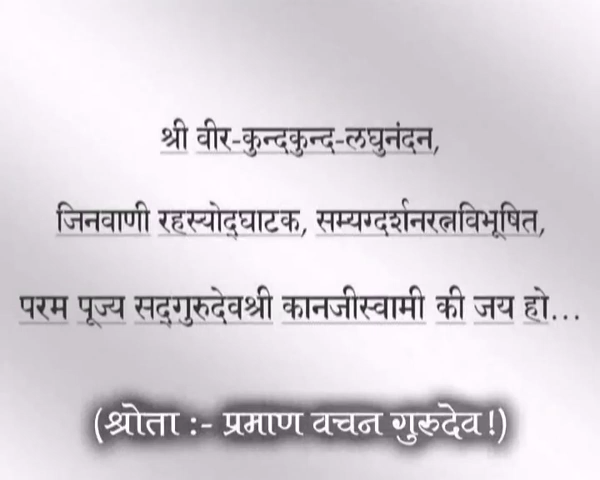 श्री वीर-कुन्दकुन्द-लघुनंदन,
जिनवाणी रहस्योद्‌घाटक, सम्यग्दर्शनरत्नविभूषित,
परम पूज्य सद्‌गुरुदेवश्री कानजीस्वामी की जय हो...
(श्रोता :- प्रमाण वचन गुरुदेव!)